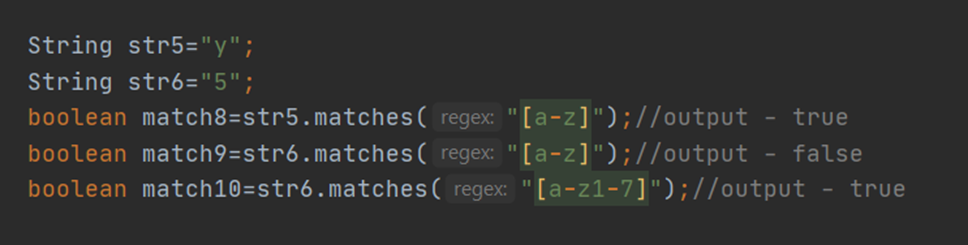 String str5="y";
String str6="5";
boolean match8=str5.matches( regex: "[a-z]");//output - true
boolean match9=str6.matches( regex: "[a-z]");//output - false
boolean match10=str6.matches( regex: "[a-z1-7]");//output - true